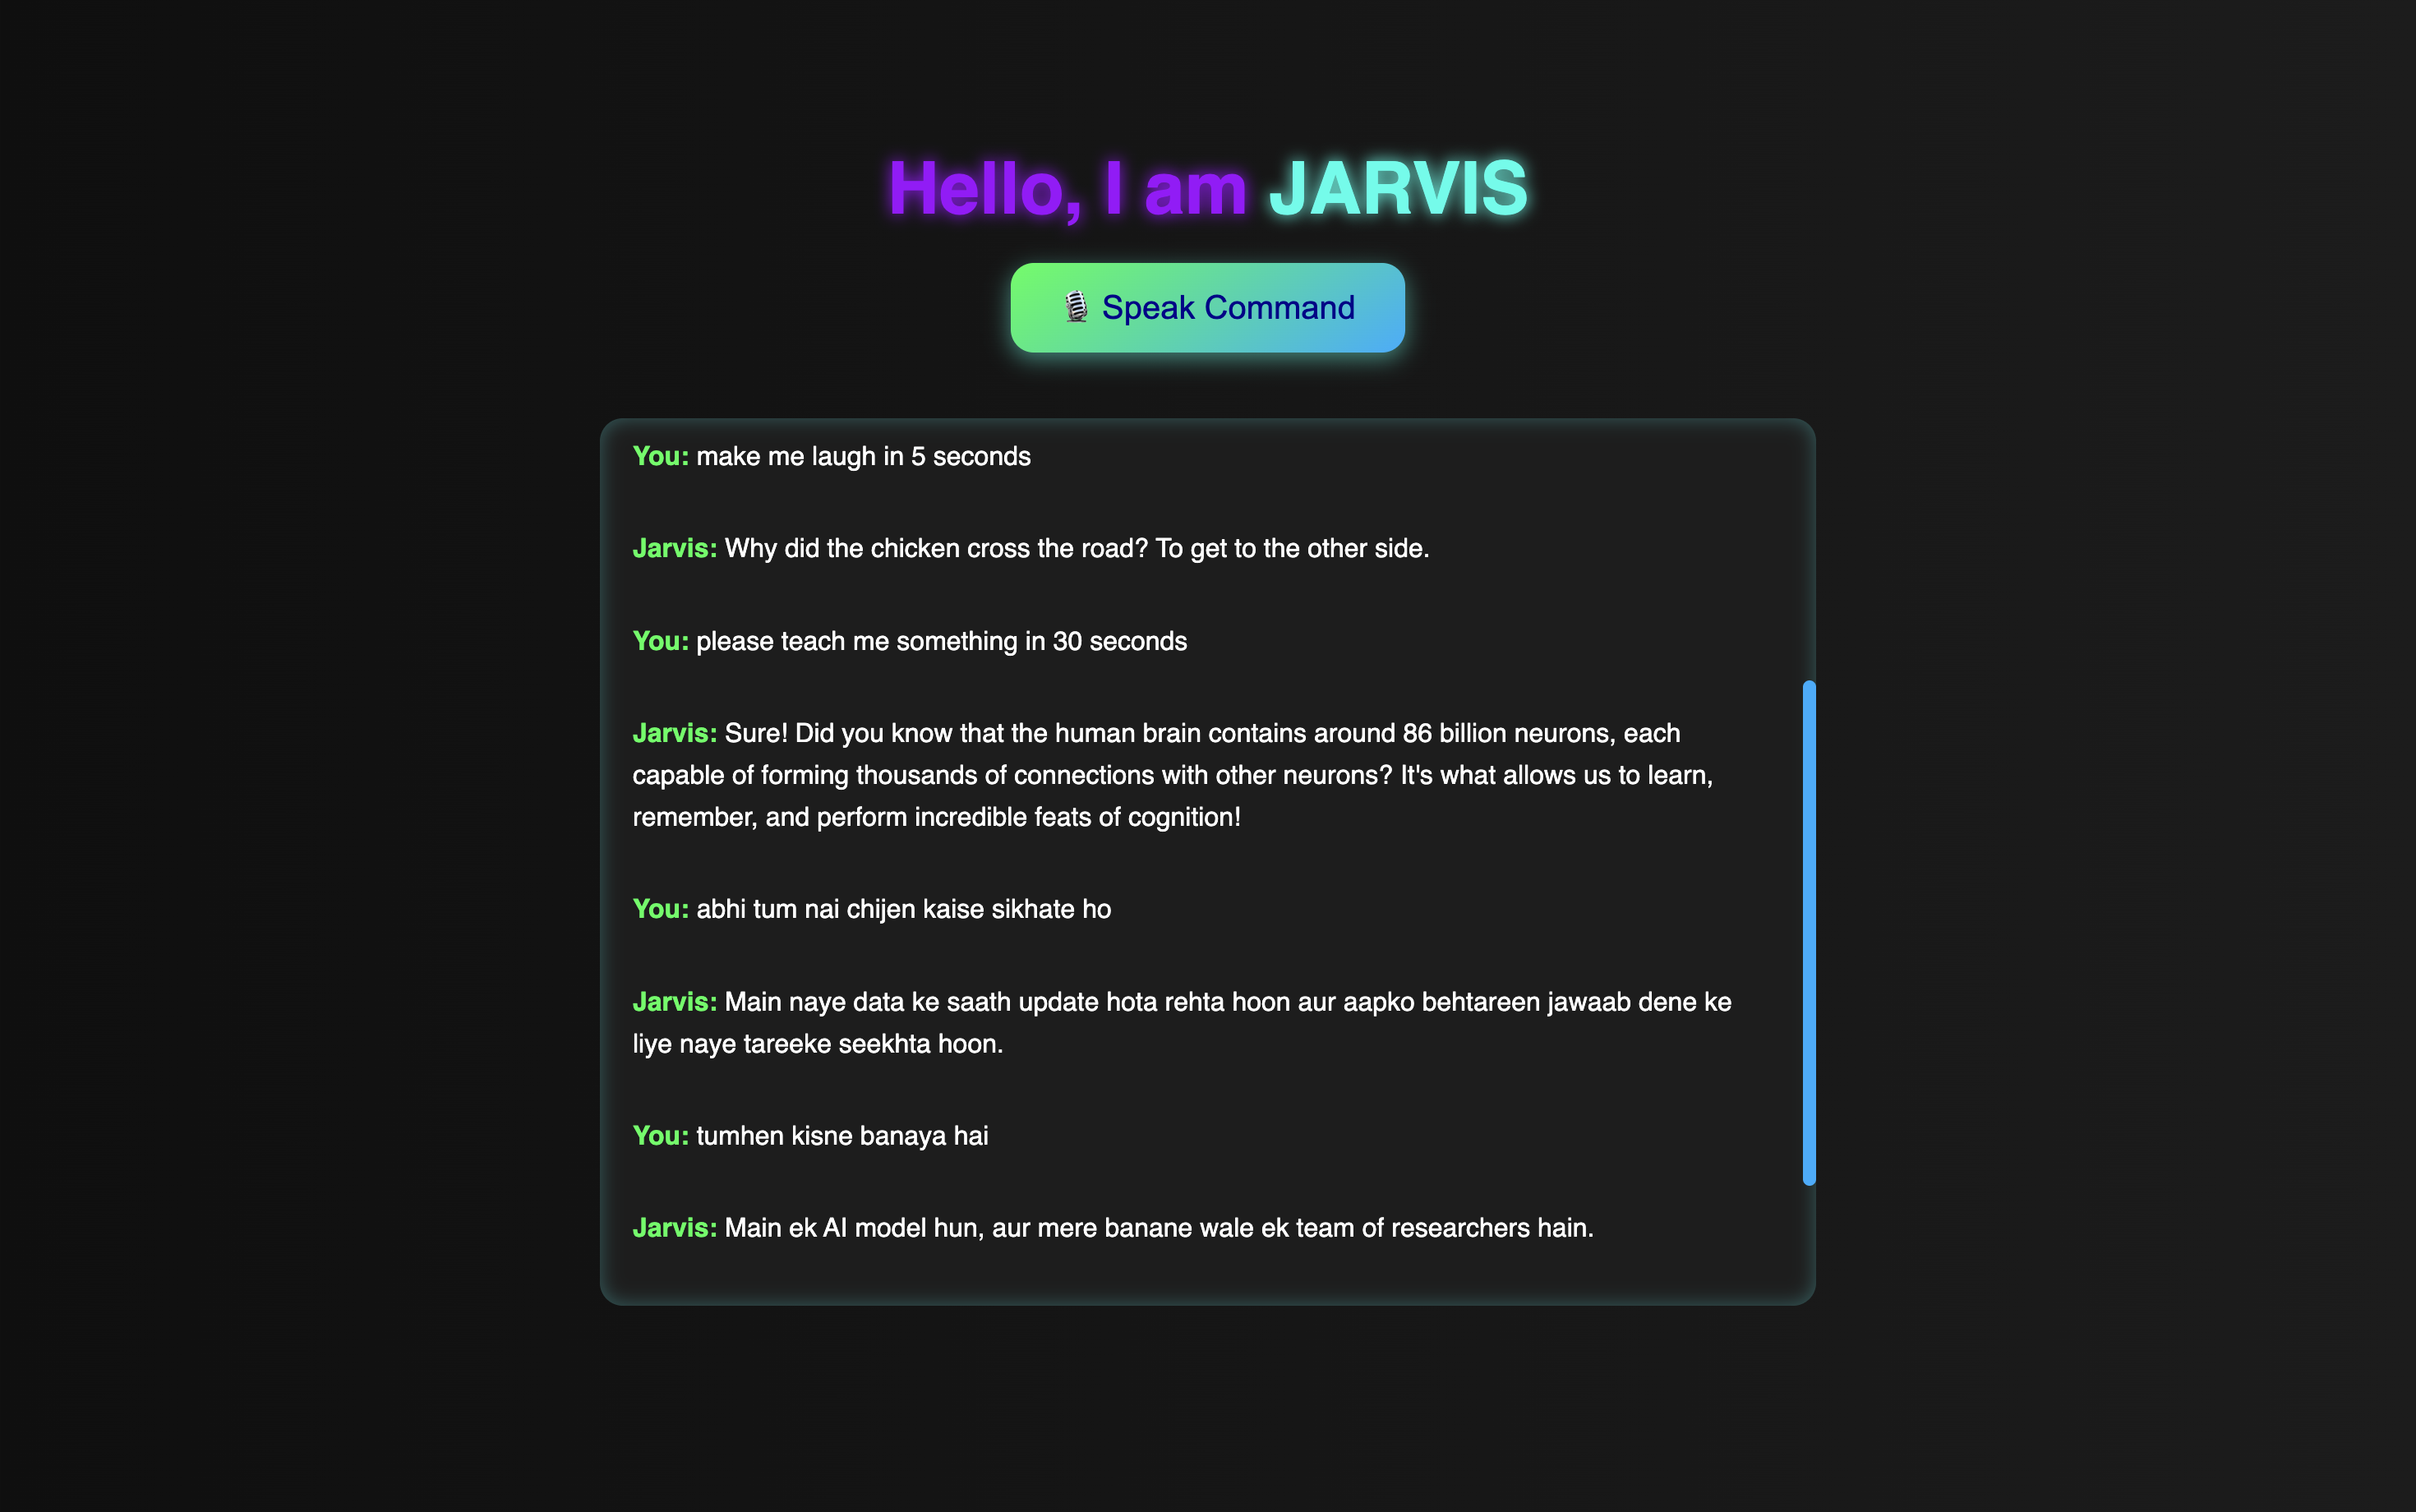 Hello, I am JARVIS
🎙️ Speak Command
You: make me laugh in 5 seconds
Jarvis: Why did the chicken cross the road? To get to the other side.
You: please teach me something in 30 seconds
Jarvis: Sure! Did you know that the human brain contains around 86 billion neurons, each
capable of forming thousands of connections with other neurons? It's what allows us to learn,
remember, and perform incredible feats of cognition!
You: abhi tum nai chijen kaise sikhate ho
Jarvis: Main naye data ke saath update hota rehta hoon aur aapko behtareen jawaab dene ke
liye naye tareeke seekhta hoon.
You: tumhen kisne banaya hai
Jarvis: Main ek AI model hun, aur mere banane wale ek team of researchers hain.